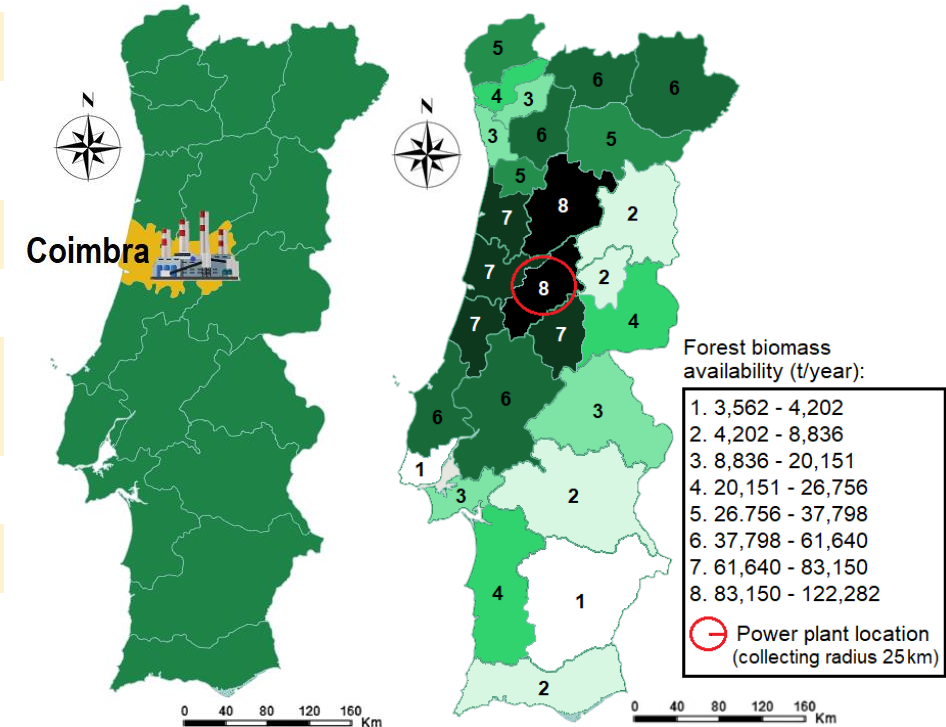 N
Coimbra
0 40 80 120 160
Km
N
5
6
6
4
3
3
6
5
5
8
2
7
7
8
2
7
7
4
6
6
3
1
3
2
4
1
2
0 40 80 120 160
Km
Forest biomass
availability (t/year):
1. 3,562 - 4,202
2. 4,202 - 8,836
3. 8,836 - 20,151
4. 20,151 - 26,756
5. 26.756 - 37,798
6. 37,798 - 61,640
7. 61,640 - 83,150
8. 83,150 - 122,282
Power plant location
(collecting radius 25 km)